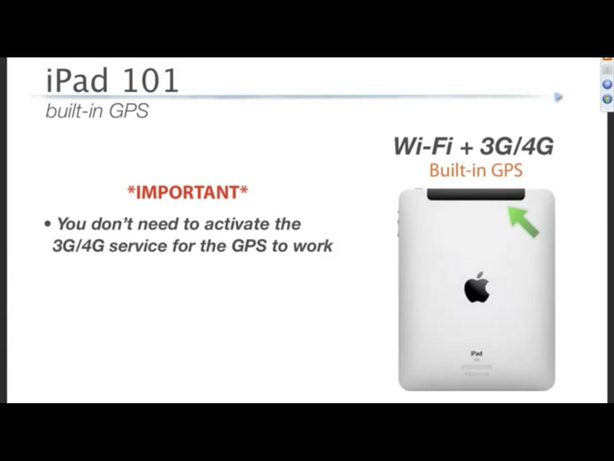 iPad 101
built-in GPS
Wi-Fi + 3G/4G
Built-in GPS
*IMPORTANT*
• You don't need to activate the
3G/4G service for the GPS to work
iPad